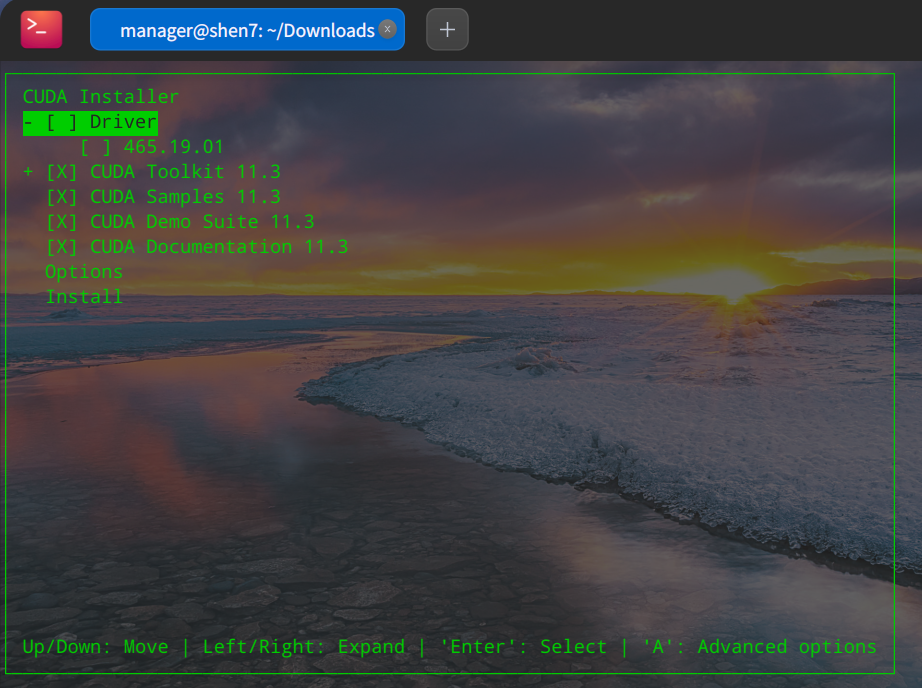 manager@shen7: ~/Downloads
CUDA Installer
- [ ] Driver
[ ] 465.19.01
+ [X] CUDA Toolkit 11.3
[X] CUDA Samples 11.3
[X] CUDA Demo Suite 11.3
[X] CUDA Documentation 11.3
Options
Install
Up/Down: Move | Left/Right: Expand | 'Enter': Select | 'A': Advanced options